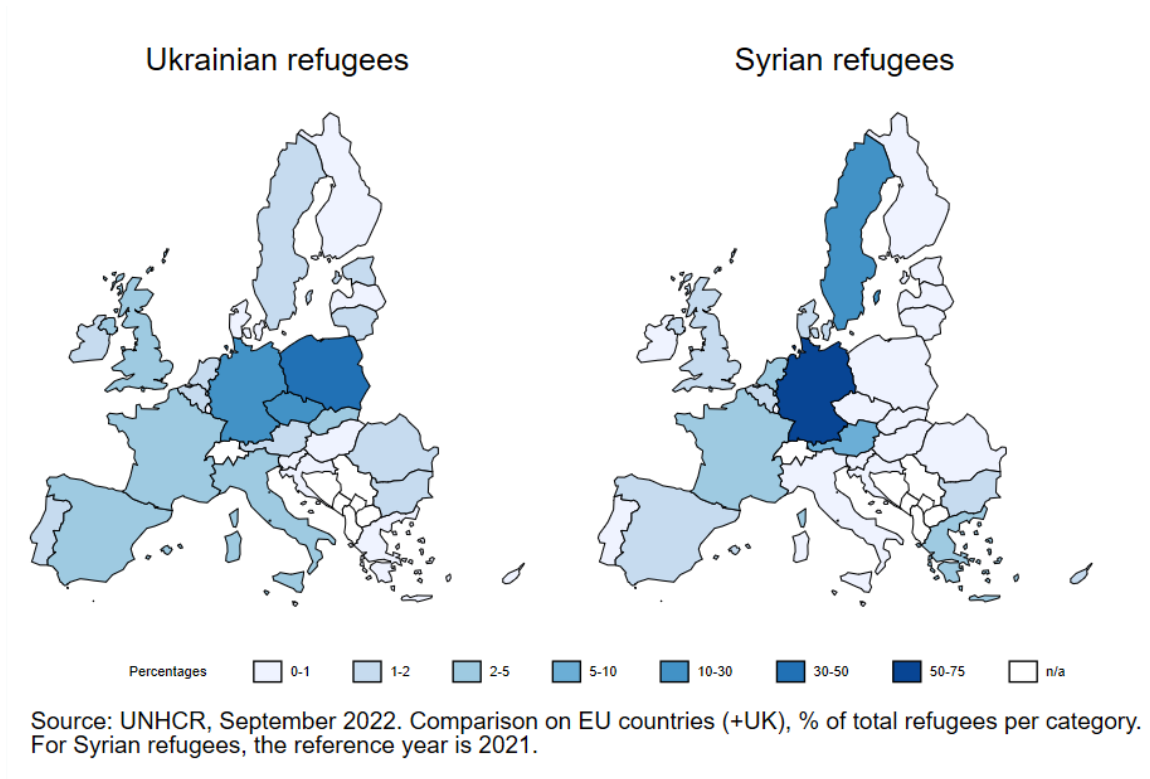 Ukrainian refugees
Syrian refugees
Percentages 0-1 1-2 2-5 5-10 10-30 30-50 50-75 n/a
Source: UNHCR, September 2022. Comparison on EU countries (+UK), % of total refugees per category.
For Syrian refugees, the reference year is 2021.